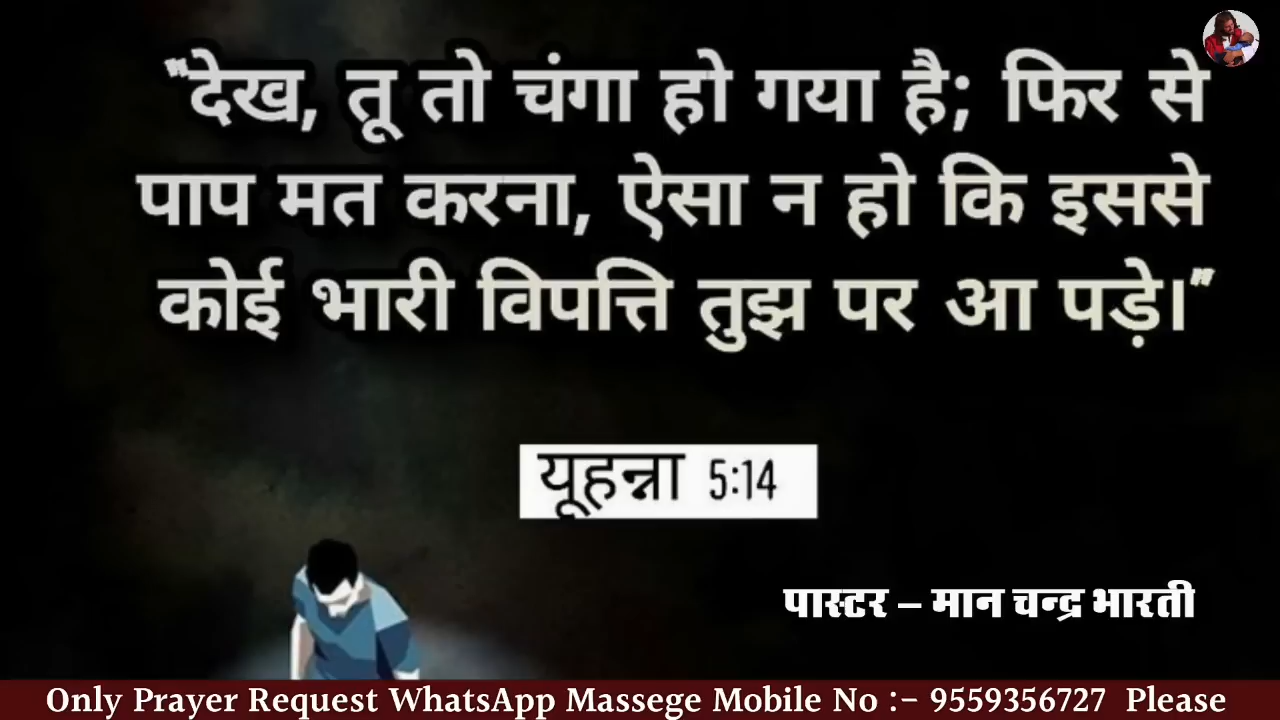 "देख, तू तो चंगा हो गया है; फिर से
पाप मत करना, ऐसा न हो कि इससे
कोई भारी विपत्ति तुझ पर आ पड़े।"
यूहन्ना 5:14
पास्टर – मान चन्द्र भारती
Only Prayer Request WhatsApp Massege Mobile No :- 9559356727 Please